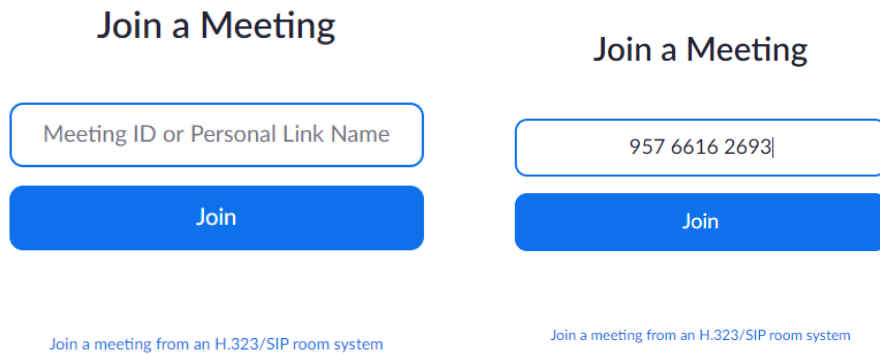 Join a Meeting
Meeting ID or Personal Link Name
Join
Join a meeting from an H.323/SIP room system
Join a Meeting
957 6616 2693
Join
Join a meeting from an H.323/SIP room system